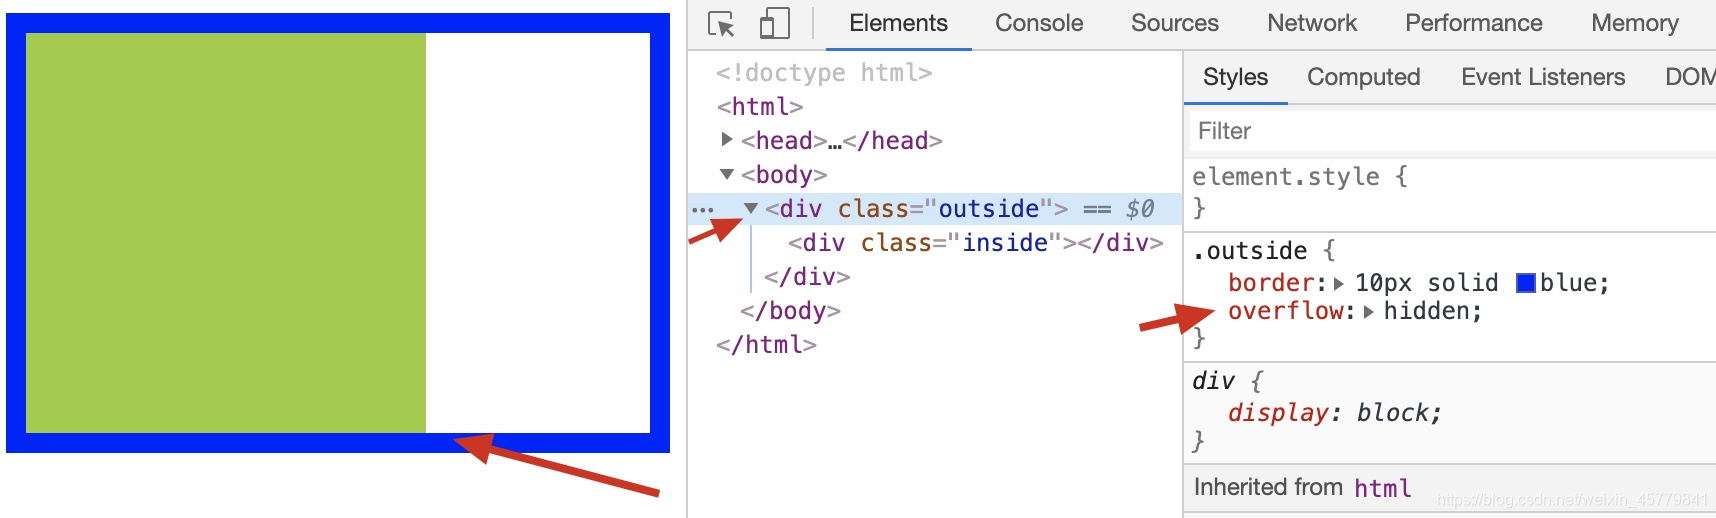 Elements Console Sources Network Performance Memory
<!doctype html>
<html>
<head>…</head>
<body>
<div class="outside"> == $0
<div class="inside"></div>
</div>
</body>
</html>
Styles Computed Event Listeners DOM
Filter
element.style {
}
.outside {
border: 10px solid blue;
overflow: hidden;
}
div {
display: block;
}
Inherited from html
https://blog.csdn.net/weixin_45779841